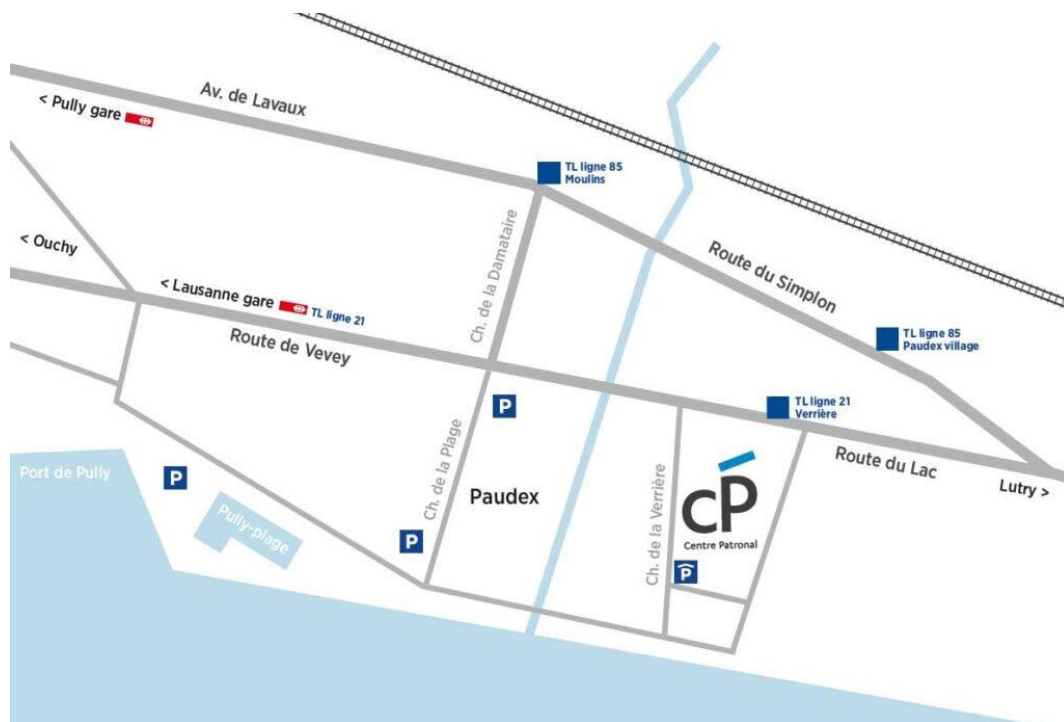 Av. de Lavaux
< Pully gare
TL ligne 85
Moulins
< Ouchy
Ch. de la Damataire
Route du Simplon
< Lausanne gare
TL ligne 21
Route de Vevey
TL ligne 85
Paudex village
TL ligne 21
Verrière
P
Route du Lac
Lutry >
Port de Pully
P
Pully-plage
Ch. de la Plage
Paudex
P
Ch. de la Verrière
cP
Centre Patronal
P